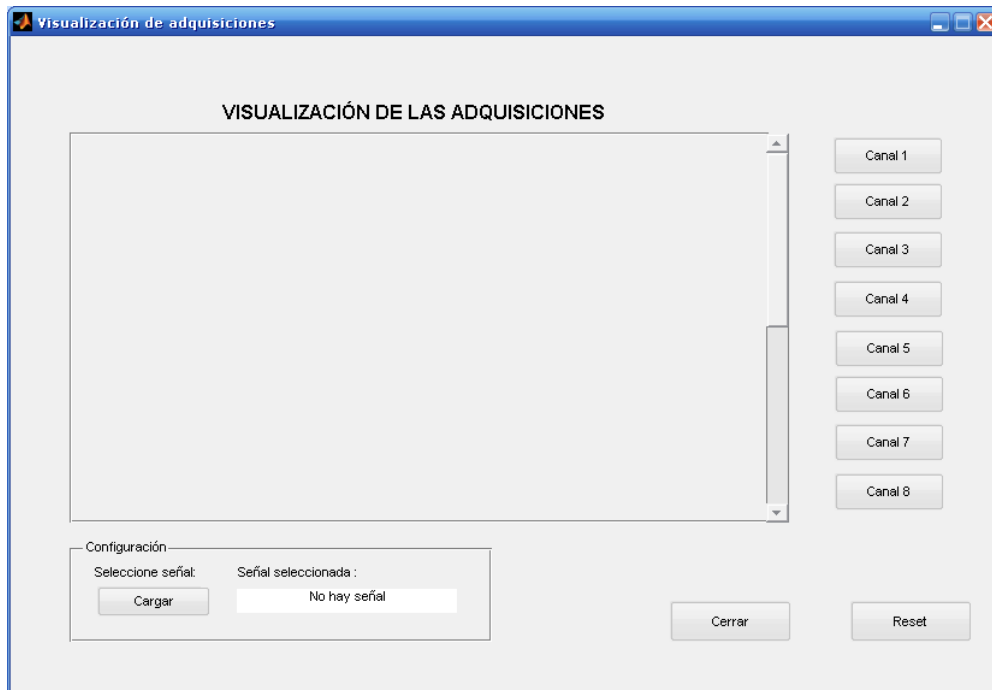 Visualización de adquisiciones
VISUALIZACIÓN DE LAS ADQUISICIONES
Canal 1
Canal 2
Canal 3
Canal 4
Canal 5
Canal 6
Canal 7
Canal 8
Configuración
Seleccione señal:
Señal seleccionada :
Cargar
No hay señal
Cerrar
Reset